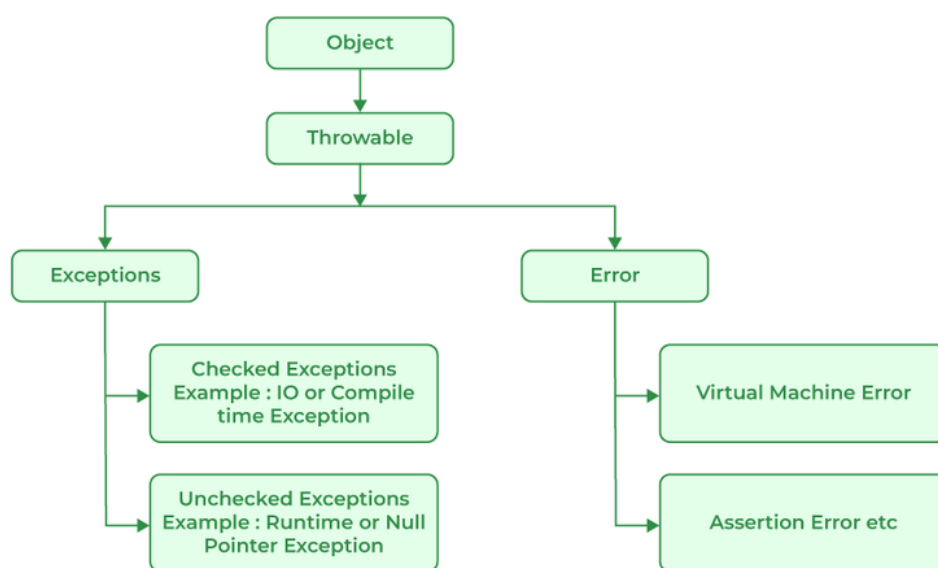 Object
Throwable
Exceptions
Error
Checked Exceptions
Example : IO or Compile
time Exception
Virtual Machine Error
Unchecked Exceptions
Example : Runtime or Null
Pointer Exception
Assertion Error etc